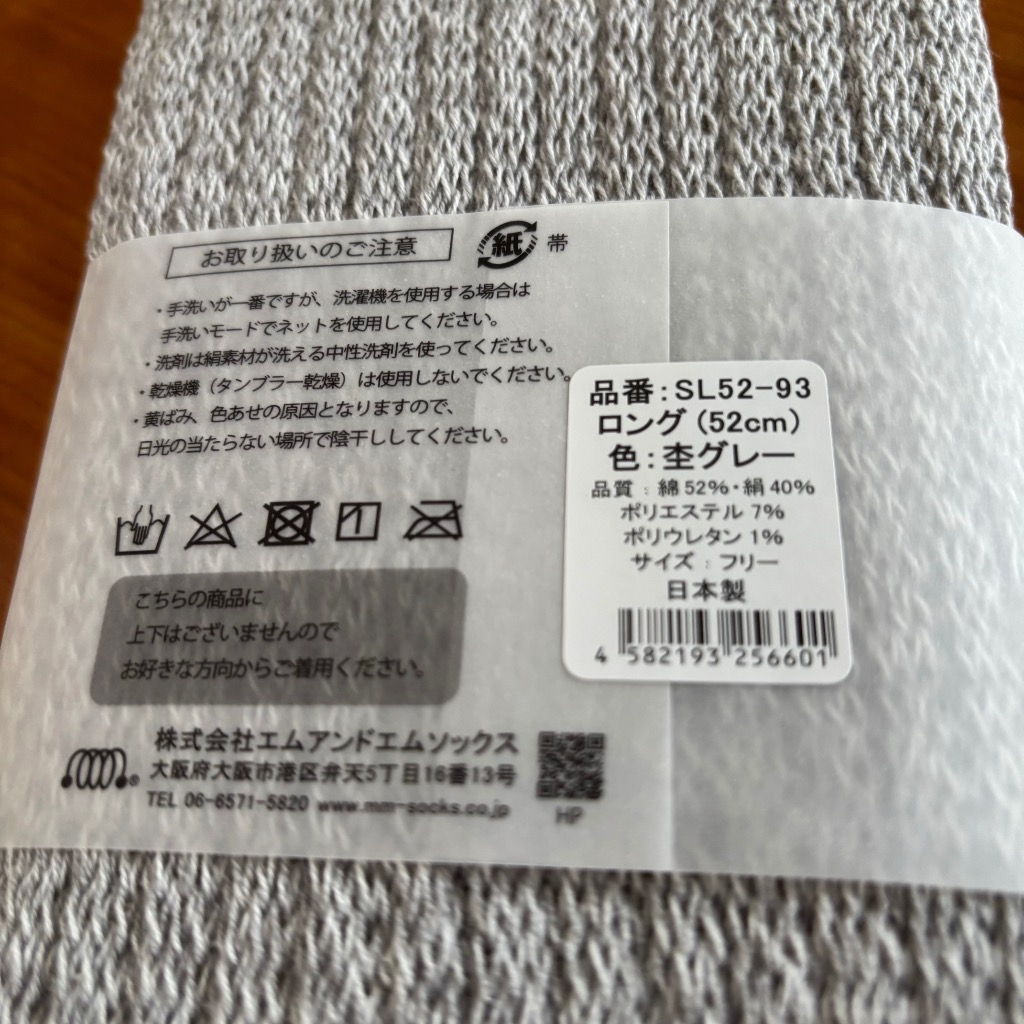 お取り扱いのご注意
紙 帯
・手洗いが一番ですが、洗濯機を使用する場合は
手洗いモードでネットを使用してください。
・洗剤は絹素材が洗える中性洗剤を使ってください。
・乾燥機（タンブラー乾燥）は使用しないでください。
・黄ばみ、色あせの原因となりますので、
日光の当たらない場所で陰干ししてください。
こちらの商品に
上下はございませんので
お好きな方向からご着用ください。
株式会社エムアンドエムソックス
大阪府大阪市港区弁天5丁目16番13号
TEL 06-6571-5820 www.mm-socks.co.jp
HP
品番:SL52-93
ロング (52cm)
色:杢グレー
品質：綿52%・絹40%
ポリエステル 7%
ポリウレタン 1%
サイズ：フリー
日本製
4 582193 256601